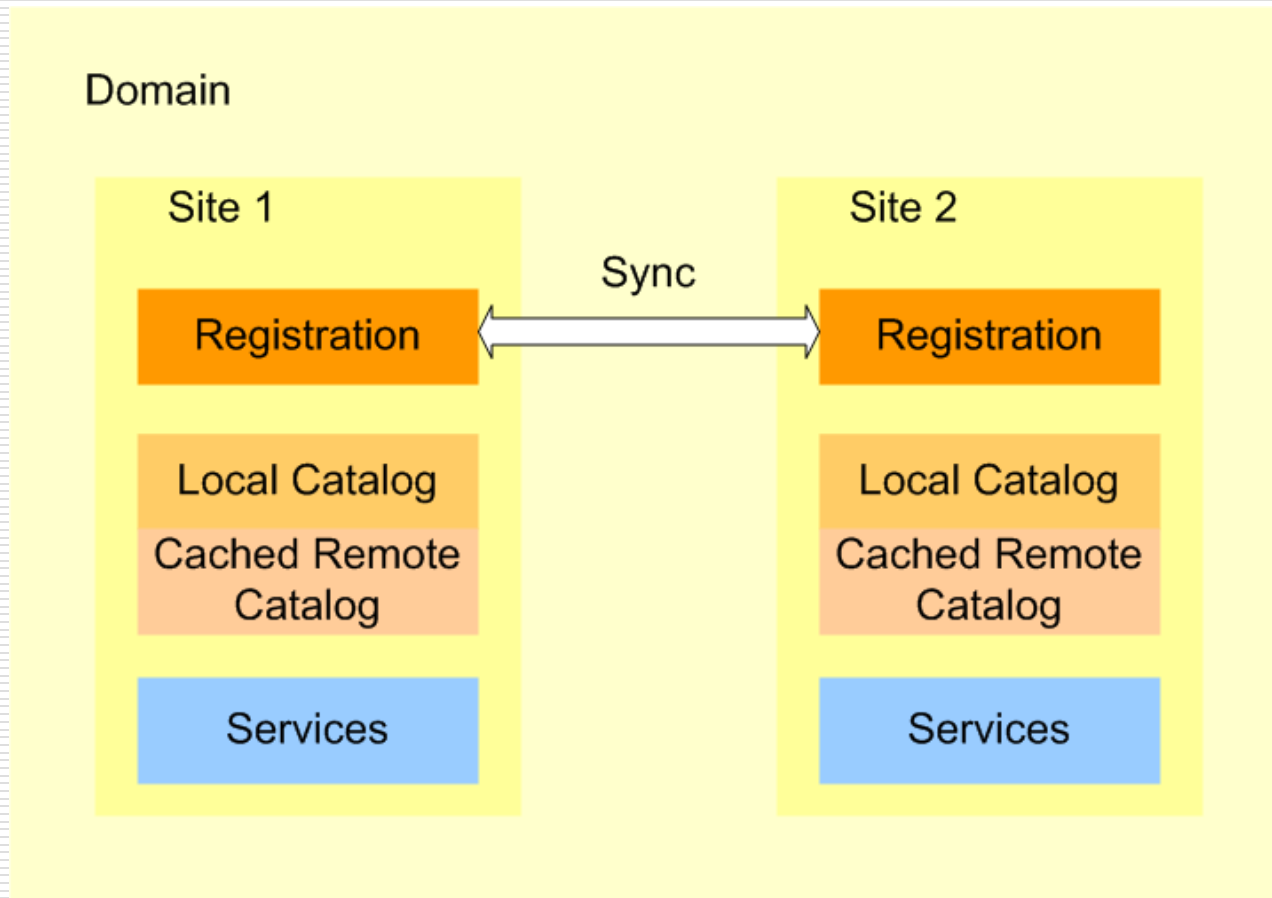 Domain
Site 1
Registration
Local Catalog
Cached Remote
Catalog
Services
Sync
Site 2
Registration
Local Catalog
Cached Remote
Catalog
Services